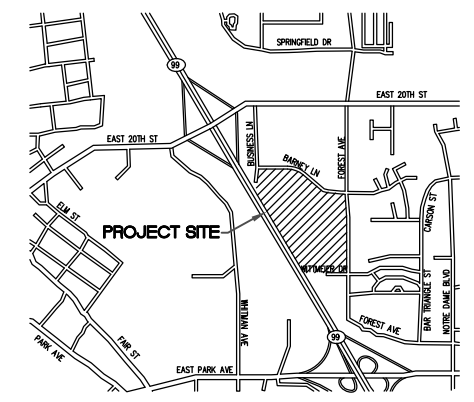 SPRINGFIELD DR
99
EAST 20TH ST
EAST 20TH ST
BUSINESS LN
BARNEY LN
FOREST AVE
ELM ST
CARSON ST
PROJECT SITE
WITTMEIER DR
WHITMAN AVE
BAR TRIANGLE ST
NOTRE DAME BLVD
FOREST AVE
99
FAIR ST
PARK AVE
EAST PARK AVE